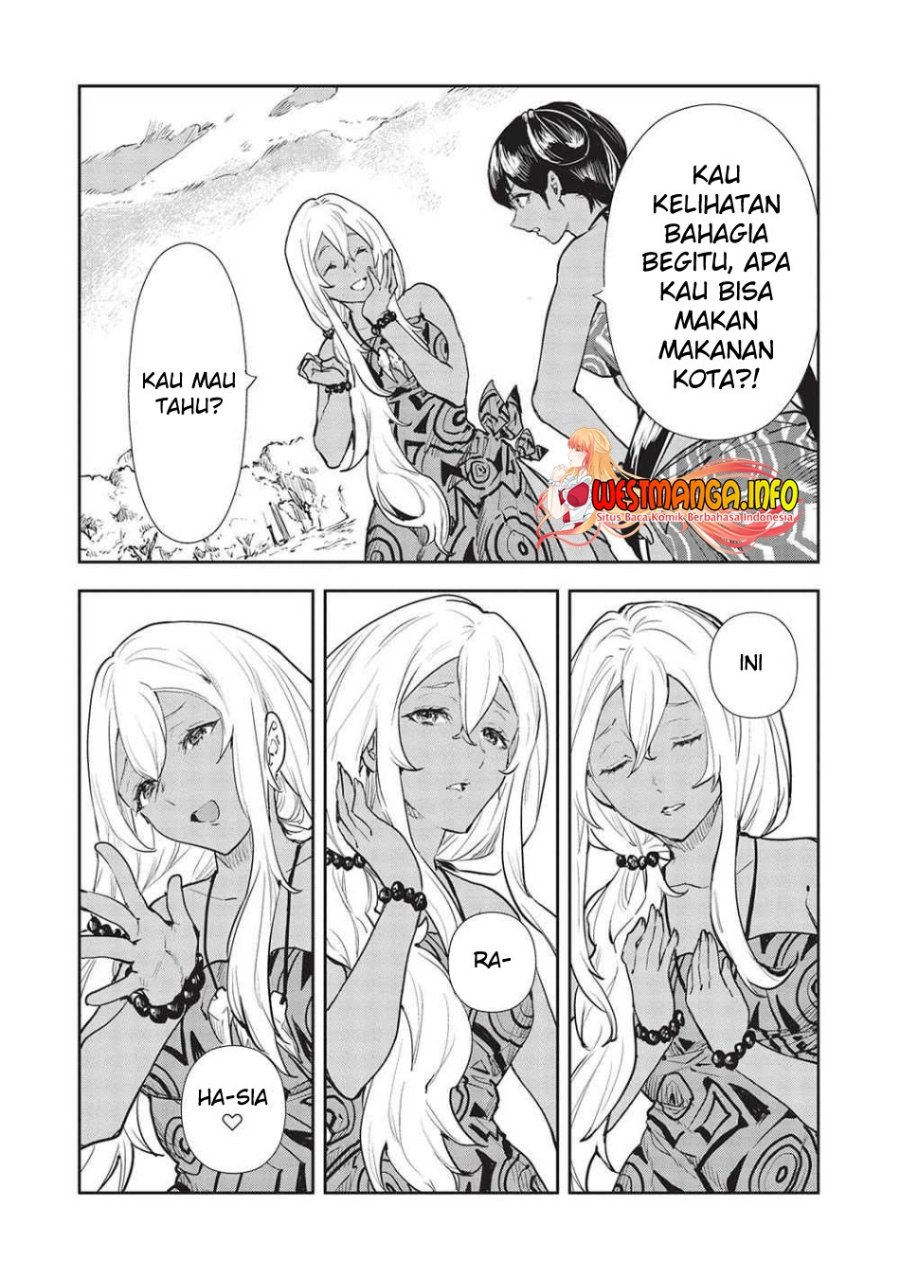 KAU
KELIHATAN
BAHAGIA
BEGITU, APA
KAU BISA
MAKAN
MAKANAN
KOTA?!
KAU MAU
TAHU?
WESTMANGA.INFO
Situs Baca Komik Berbahasa Indonesia
INI
RA-
HA-SIA
♡